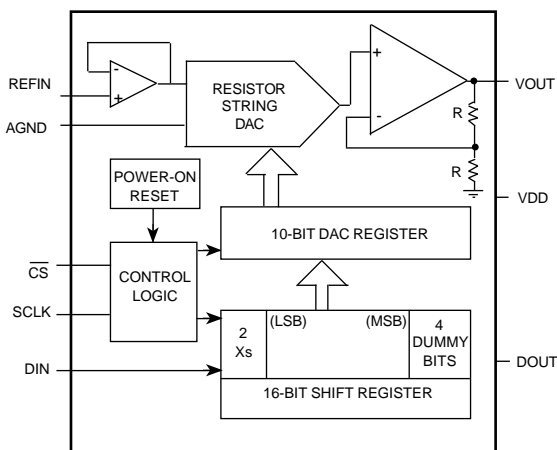 REFIN
AGND
-
+
RESISTOR
STRING
DAC
+
-
VOUT
R
R
VDD
POWER-ON
RESET
10-BIT DAC REGISTER
CS
SCLK
CONTROL
LOGIC
2
Xs
(LSB)
(MSB)
4
DUMMY
BITS
DIN
DOUT
16-BIT SHIFT REGISTER